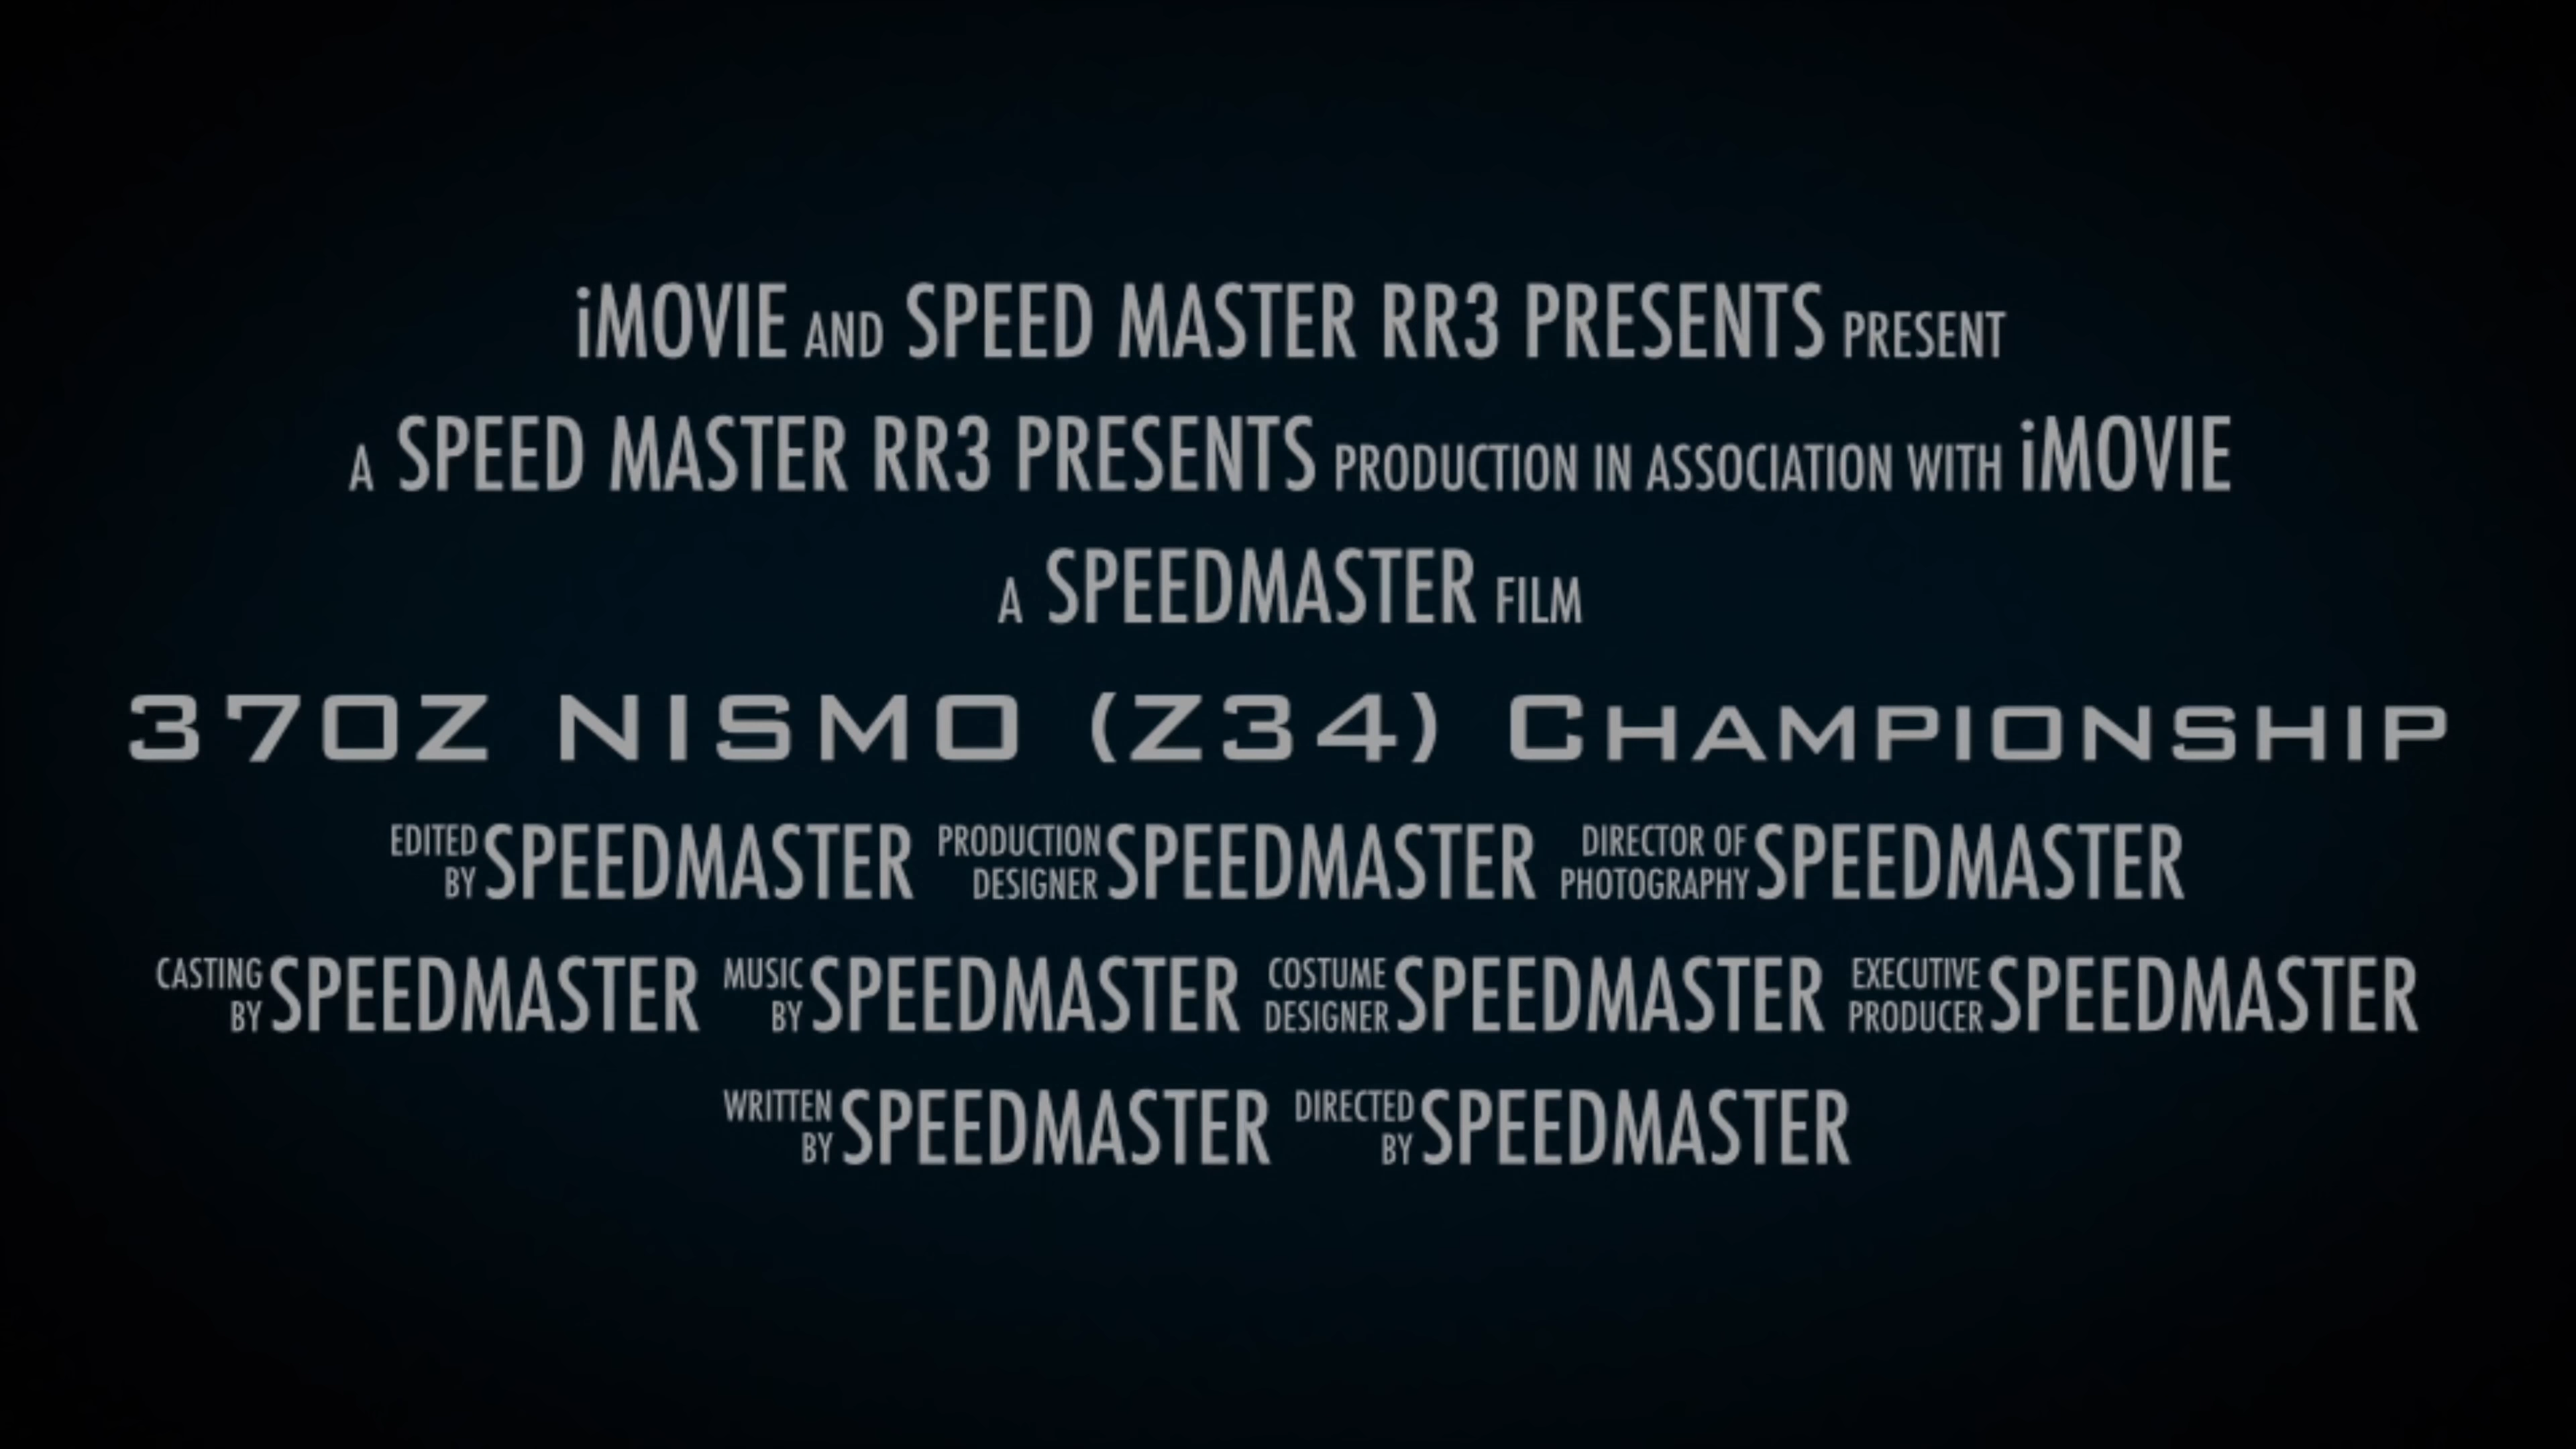 iMOVIE AND SPEED MASTER RR3 PRESENTS PRESENT
A SPEED MASTER RR3 PRESENTS PRODUCTION IN ASSOCIATION WITH iMOVIE
A SPEEDMASTER FILM
370Z NISMO (Z34) CHAMPIONSHIP
EDITED BY SPEEDMASTER PRODUCTION DESIGNER SPEEDMASTER DIRECTOR OF PHOTOGRAPHY SPEEDMASTER
CASTING BY SPEEDMASTER MUSIC BY SPEEDMASTER COSTUME DESIGNER SPEEDMASTER EXECUTIVE PRODUCER SPEEDMASTER
WRITTEN BY SPEEDMASTER DIRECTED BY SPEEDMASTER